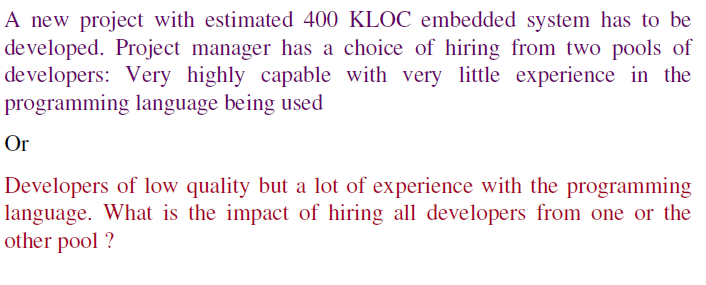 A new project with estimated 400 KLOC embedded system has to be
developed. Project manager has a choice of hiring from two pools of
developers: Very highly capable with very little experience in the
programming language being used
Or
Developers of low quality but a lot of experience with the programming
language. What is the impact of hiring all developers from one or the
other pool ?